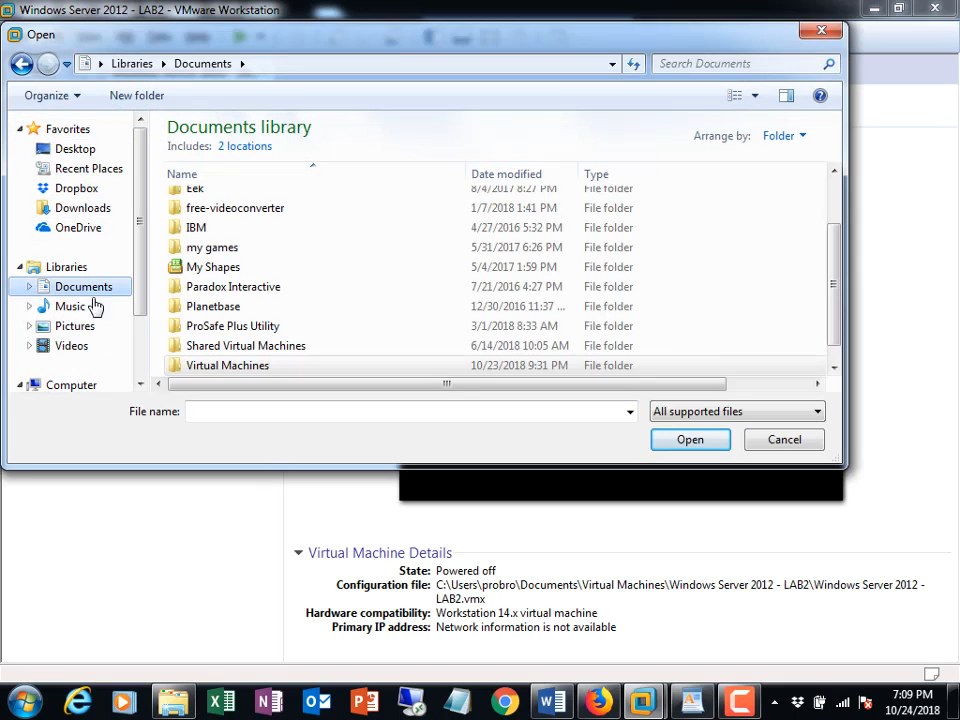 Windows Server 2012 - LAB2 - VMware Workstation
Open
Libraries
Documents
Search Documents
Organize
New folder
Favorites
Desktop
Recent Places
Dropbox
Downloads
OneDrive
Libraries
Documents
Music
Pictures
Videos
Computer
Documents library
Includes: 2 locations
Arrange by: Folder
Name Date modified Type
Eek 8/4/2017 8:27 PM File folder
free-videoconverter 1/7/2018 1:41 PM File folder
IBM 4/27/2016 5:32 PM File folder
my games 5/31/2017 6:26 PM File folder
My Shapes 5/4/2017 1:59 PM File folder
Paradox Interactive 7/21/2016 4:27 PM File folder
Planetbase 12/30/2016 11:37 ... File folder
ProSafe Plus Utility 3/1/2018 8:33 AM File folder
Shared Virtual Machines 6/14/2018 10:05 AM File folder
Virtual Machines 10/23/2018 9:31 PM File folder
File name:
All supported files
Open
Cancel
Virtual Machine Details
State: Powered off
Configuration file: C:\Users\probro\Documents\Virtual Machines\Windows Server 2012 - LAB2\Windows Server 2012 -
LAB2.vmx
Hardware compatibility: Workstation 14.x virtual machine
Primary IP address: Network information is not available
7:09 PM
10/24/2018